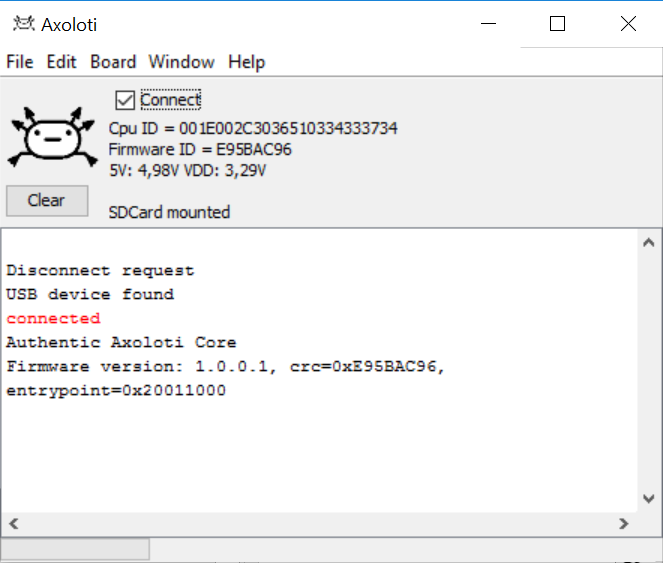 Axoloti
File Edit Board Window Help
Connect
Cpu ID = 001E002C3036510334333734
Firmware ID = E95BAC96
5V: 4,98V VDD: 3,29V
Clear
SDCard mounted
Disconnect request
USB device found
connected
Authentic Axoloti Core
Firmware version: 1.0.0.1, crc=0xE95BAC96,
entrypoint=0x20011000